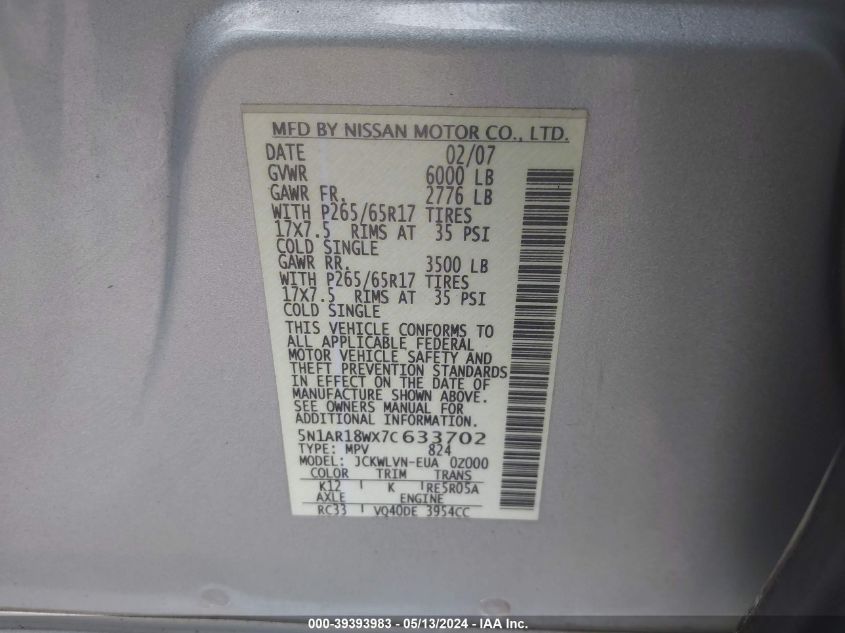 MFD BY NISSAN MOTOR CO., LTD.
DATE 02/07
GVWR 6000 LB
GAWR FR. 2776 LB
WITH P265/65R17 TIRES
17X7.5 RIMS AT 35 PSI
COLD SINGLE
GAWR RR. 3500 LB
WITH P265/65R17 TIRES
17X7.5 RIMS AT 35 PSI
COLD SINGLE
THIS VEHICLE CONFORMS TO
ALL APPLICABLE FEDERAL
MOTOR VEHICLE SAFETY AND
THEFT PREVENTION STANDARDS
IN EFFECT ON THE DATE OF
MANUFACTURE SHOWN ABOVE.
SEE OWNERS MANUAL FOR
ADDITIONAL INFORMATION.
5N1AR18WX7C633702
TYPE: MPV 824
MODEL: JCKWLVN-EUA 0Z000
COLOR TRIM TRANS
K12 K RE5R05A
AXLE ENGINE
RC33 VQ40DE 3954CC
000-39393983 - 05/13/2024 - IAA Inc.